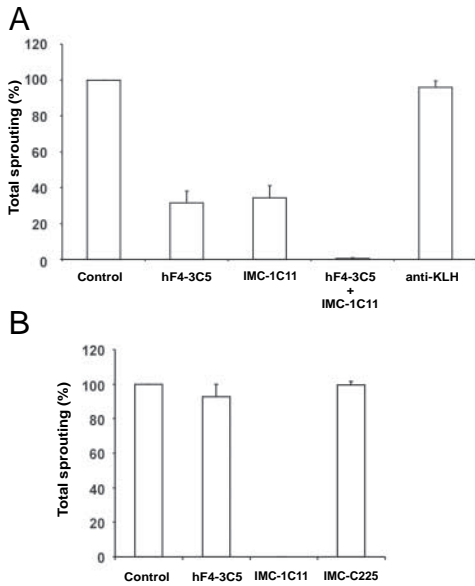 A
Total sprouting (%)
120
100
80
60
40
20
0
Control
hF4-3C5
IMC-1C11
hF4-3C5
+
IMC-1C11
anti-KLH
B
Total sprouting (%)
120
100
80
60
40
20
0
Control
hF4-3C5
IMC-1C11
IMC-C225